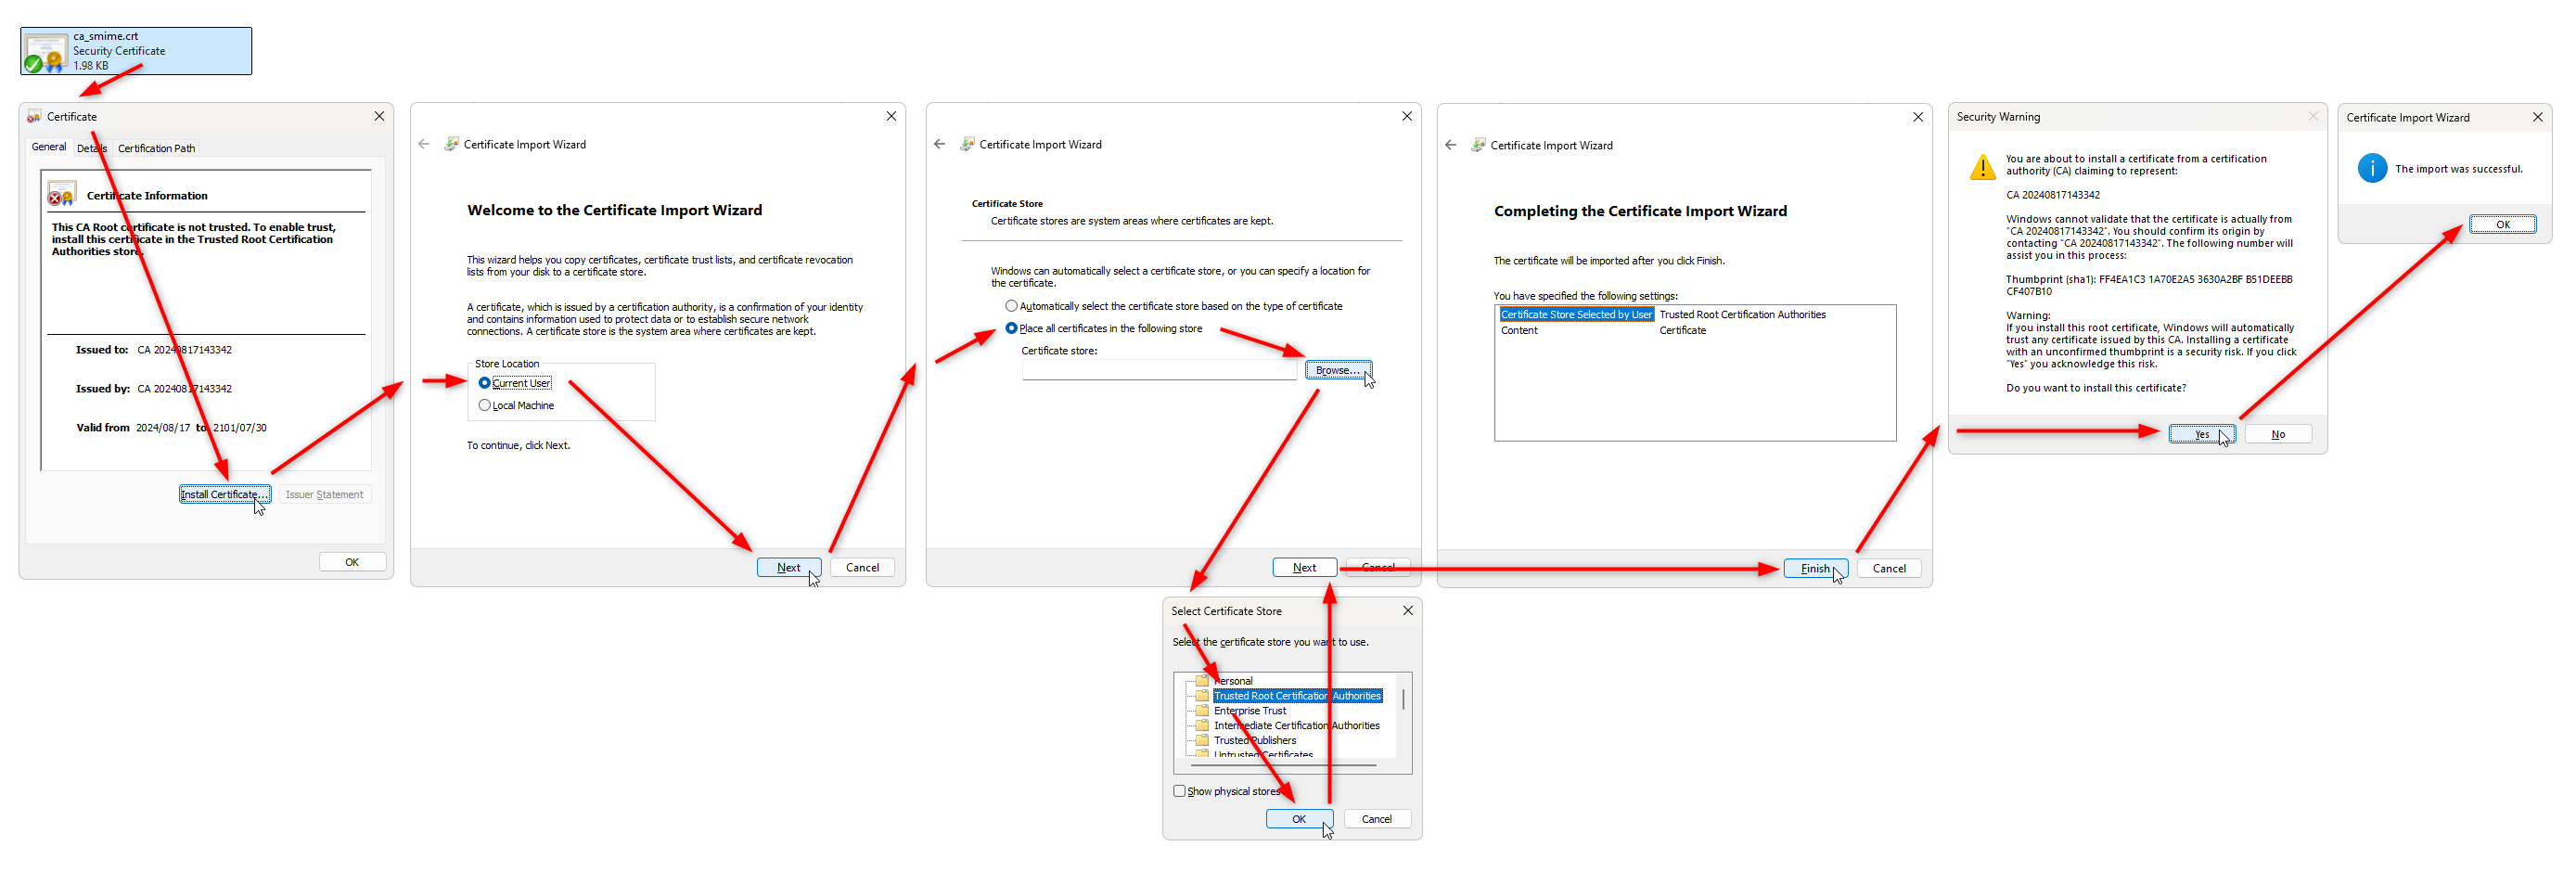 ca_smime.crt
Security Certificate
1.98 KB
Certificate
General
Details
Certification Path
Certificate Information
This CA Root certificate is not trusted. To enable trust,
install this certificate in the Trusted Root Certification
Authorities store.
Issued to: CA 20240817143342
Issued by: CA 20240817143342
Valid from 2024/08/17 to 2101/07/30
Install Certificate...
Issuer Statement
OK
Certificate Import Wizard
Welcome to the Certificate Import Wizard
This wizard helps you copy certificates, certificate trust lists, and certificate revocation
lists from your disk to a certificate store.
A certificate, which is issued by a certification authority, is a confirmation of your identity
and contains information used to protect data or to establish secure network
connections. A certificate store is the system area where certificates are kept.
Store Location
Current User
Local Machine
To continue, click Next.
Next
Cancel
Certificate Import Wizard
Certificate Store
Certificate stores are system areas where certificates are kept.
Windows can automatically select a certificate store, or you can specify a location for
the certificate.
Automatically select the certificate store based on the type of certificate
Place all certificates in the following store
Certificate store:
Browse...
Next
Cancel
Select Certificate Store
Select the certificate store you want to use.
Personal
Trusted Root Certification Authorities
Enterprise Trust
Intermediate Certification Authorities
Trusted Publishers
Untrusted Certificates
Show physical stores
OK
Cancel
Certificate Import Wizard
Completing the Certificate Import Wizard
The certificate will be imported after you click Finish.
You have specified the following settings:
Certificate Store Selected by User Trusted Root Certification Authorities
Content Certificate
Finish
Cancel
Security Warning
You are about to install a certificate from a certification
authority (CA) claiming to represent:
CA 20240817143342
Windows cannot validate that the certificate is actually from
"CA 20240817143342". You should confirm its origin by
contacting "CA 20240817143342". The following number will
assist you in this process:
Thumbprint (sha1): FF4EA1C3 1A70E2A5 3630A2BF B51DEEBB
CF407B10
Warning:
If you install this root certificate, Windows will automatically
trust any certificate issued by this CA. Installing a certificate
with an unconfirmed thumbprint is a security risk. If you click
"Yes" you acknowledge this risk.
Do you want to install this certificate?
Yes
No
Certificate Import Wizard
The import was successful.
OK